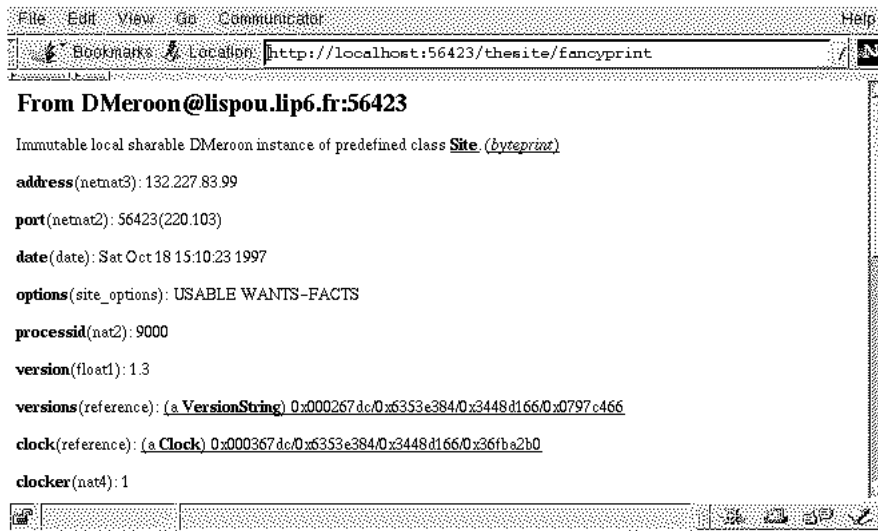 File Edit View Go Communicator Help
Bookmarks Location: http://localhost:56423/thesite/fancyprint
N
From DMeroon@lispou.lip6.fr:56423
Immutable local sharable DMeroon instance of predefined class Site. (byteprint)
address(netnat3): 132.227.83.99
port(netnat2): 56423(220.103)
date(date): Sat Oct 18 15:10:23 1997
options(site_options): USABLE WANTS-FACTS
processid(nat2): 9000
version(float1): 1.3
versions(reference): (a VersionString) 0x000267dc/0x6353e384/0x3448d166/0x0797c466
clock(reference): (a Clock) 0x000367dc/0x6353e384/0x3448d166/0x36fba2b0
clocker(nat4): 1